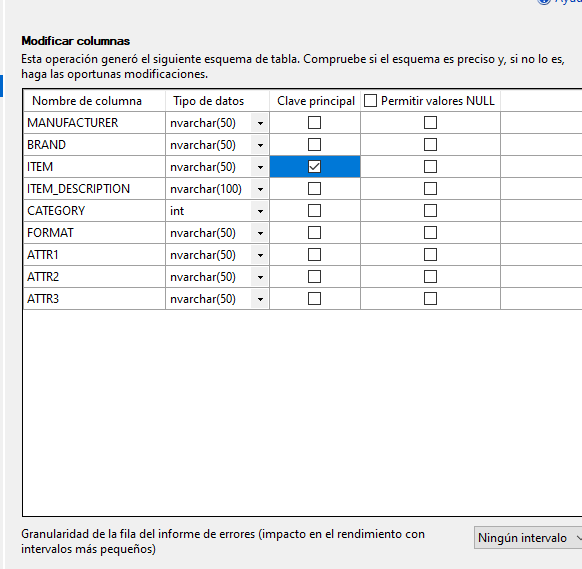 Modificar columnas
Esta operación generó el siguiente esquema de tabla. Compruebe si el esquema es preciso y, si no lo es,
haga las oportunas modificaciones.
Nombre de columna Tipo de datos Clave principal Permitir valores NULL
MANUFACTURER nvarchar(50)
BRAND nvarchar(50)
ITEM nvarchar(50)
ITEM_DESCRIPTION nvarchar(100)
CATEGORY int
FORMAT nvarchar(50)
ATTR1 nvarchar(50)
ATTR2 nvarchar(50)
ATTR3 nvarchar(50)
Granularidad de la fila del informe de errores (impacto en el rendimiento con
intervalos más pequeños)
Ningún intervalo